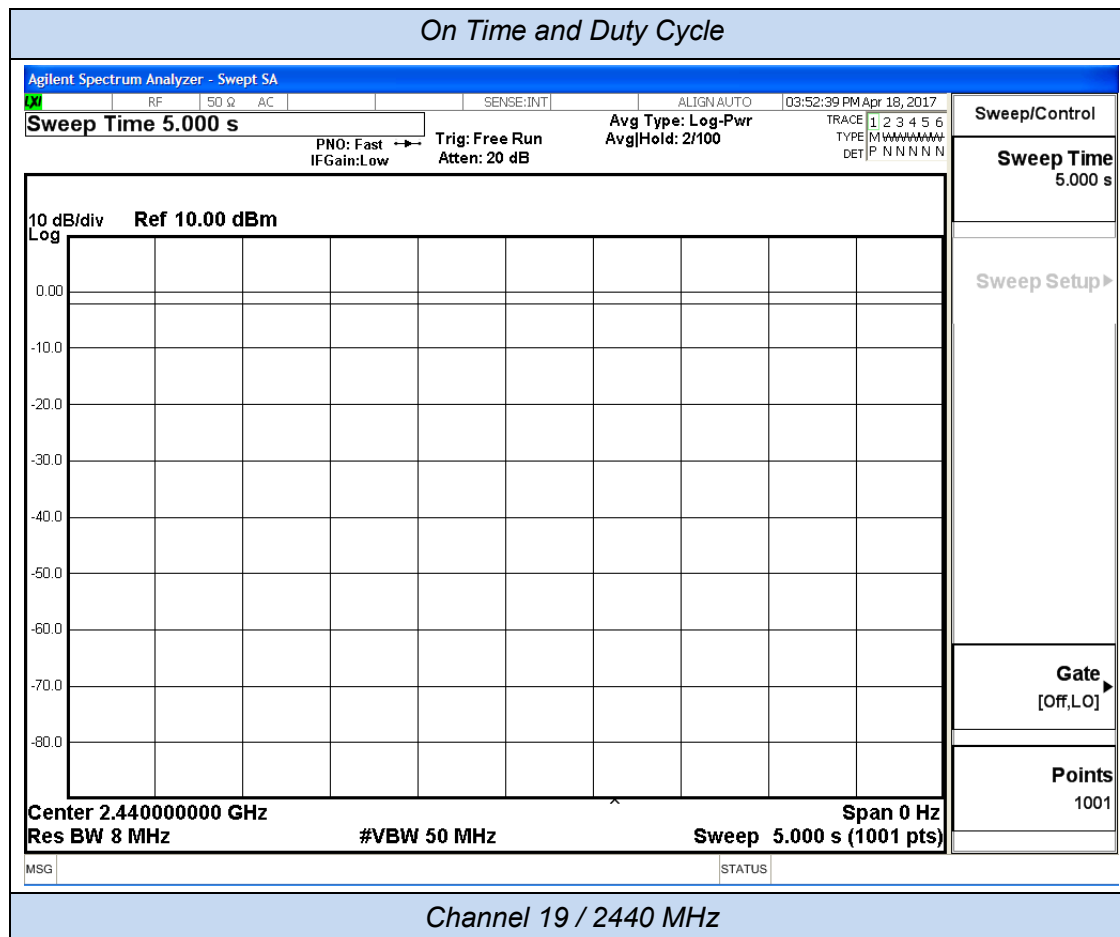 On Time and Duty Cycle
Agilent Spectrum Analyzer - Swept SA
LXI RF 50 Ω AC SENSE:INT ALIGN AUTO 03:52:39 PM Apr 18, 2017
Sweep Time 5.000 s
PNO: Fast
IFGain:Low
Trig: Free Run
Atten: 20 dB
Avg Type: Log-Pwr
Avg|Hold: 2/100
TRACE 1 2 3 4 5 6
TYPE M WWWWW
DET P N N N N N
Sweep/Control
Sweep Time
5.000 s
Sweep Setup
Gate
[Off,LO]
Points
1001
10 dB/div Ref 10.00 dBm
Log
0.00
-10.0
-20.0
-30.0
-40.0
-50.0
-60.0
-70.0
-80.0
Center 2.440000000 GHz Span 0 Hz
Res BW 8 MHz #VBW 50 MHz Sweep 5.000 s (1001 pts)
MSG STATUS
Channel 19 / 2440 MHz